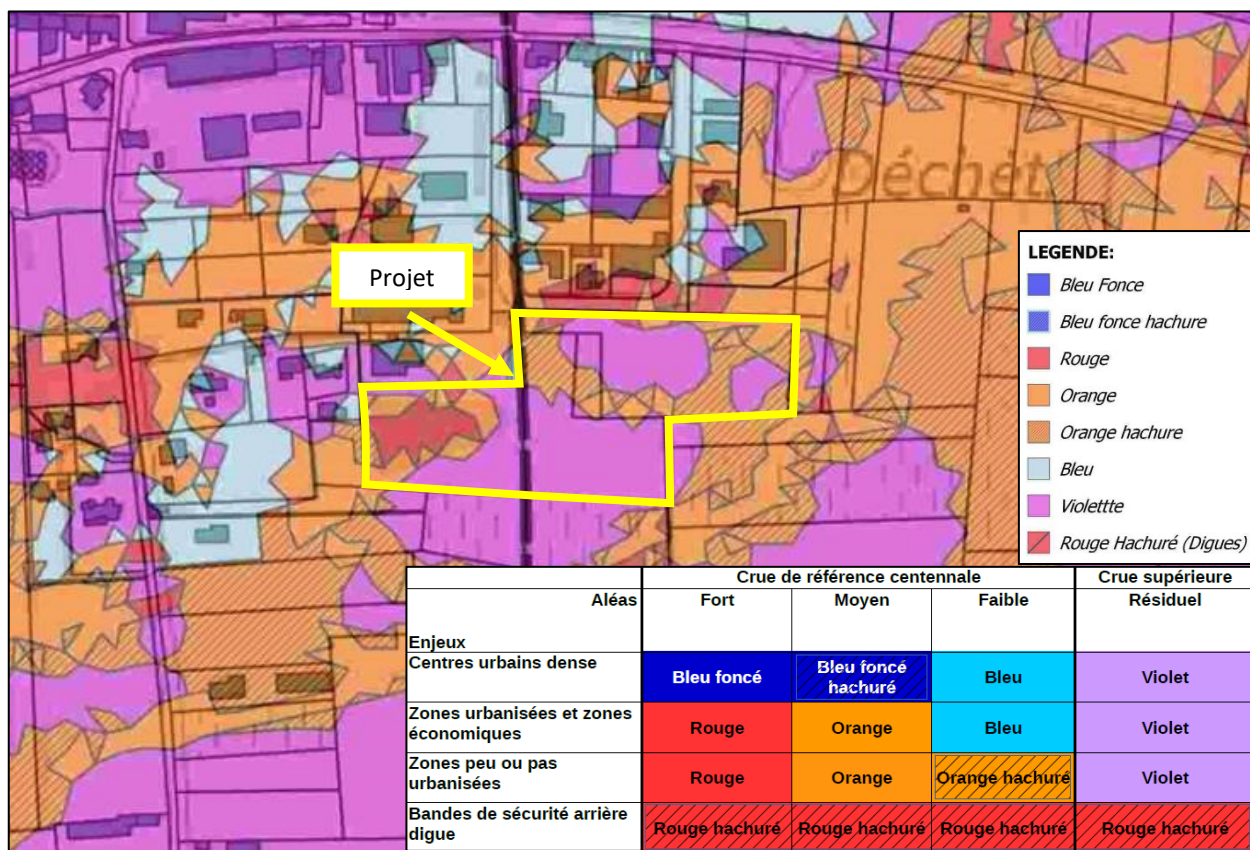 Déchet
Projet
LEGENDE:
Bleu Fonce
Bleu fonce hachure
Rouge
Orange
Orange hachure
Bleu
Violettte
Rouge Hachuré (Digues)
Crue de référence centennale Crue supérieure
Aléas Fort Moyen Faible Résiduel
Enjeux
Centres urbains dense Bleu foncé Bleu foncé hachuré Bleu Violet
Zones urbanisées et zones économiques Rouge Orange Bleu Violet
Zones peu ou pas urbanisées Rouge Orange Orange hachuré Violet
Bandes de sécurité arrière digue Rouge hachuré Rouge hachuré Rouge hachuré Rouge hachuré